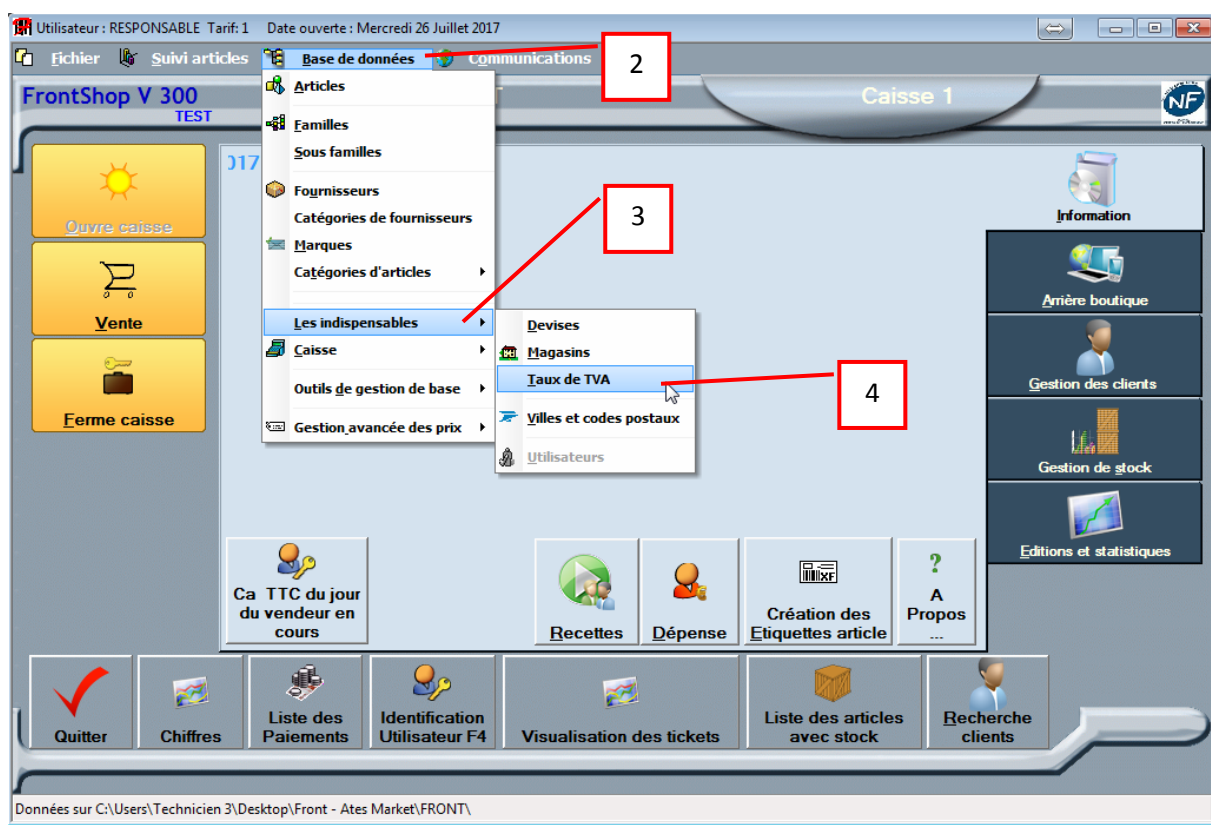 Utilisateur : RESPONSABLE Tarif: 1 Date ouverte : Mercredi 26 Juillet 2017
Fichier Suivi articles Base de données Communications
2
FrontShop V 300
TEST
Caisse 1
NF
Articles
Familles
Sous familles
Fournisseurs
Catégories de fournisseurs
Marques
Catégories d'articles
Les indispensables
Caisse
Outils de gestion de base
Gestion avancée des prix
3
Devises
Magasins
Taux de TVA
Villes et codes postaux
Utilisateurs
4
017
Ouvre caisse
Vente
Ferme caisse
Information
Arrière boutique
Gestion des clients
Gestion de stock
Editions et statistiques
Ca TTC du jour
du vendeur en
cours
Recettes
Dépense
Création des
Etiquettes article
?
A
Propos
...
Quitter
Chiffres
Liste des
Paiements
Identification
Utilisateur F4
Visualisation des tickets
Liste des articles
avec stock
Recherche
clients
Données sur C:\Users\Technicien 3\Desktop\Front - Ates Market\FRONT\